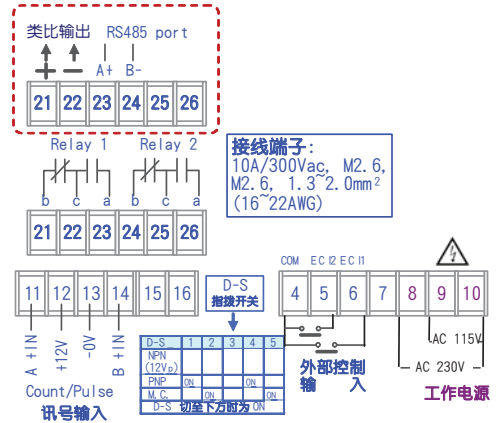 类比输出 RS485 port
A+ B-
21 22 23 24 25 26
Relay 1 Relay 2
b c a b c a
21 22 23 24 25 26
接线端子:
10A/300Vac, M2.6,
M2.6, 1.3~2.0mm²
(16~22AWG)
11 12 13 14 15 16
A +IN +12V -0V B +IN
Count/Pulse
讯号输入
D-S
指拨开关
D-S 1 2 3 4 5
NPN
(12Vp)
PNP ON ON
M.C. ON ON
D-S 切至下方时为 ON
COM EC I2 EC I1
4 5 6 7 8 9 10
外部控制
输 入
AC 115V
AC 230V
工作电源